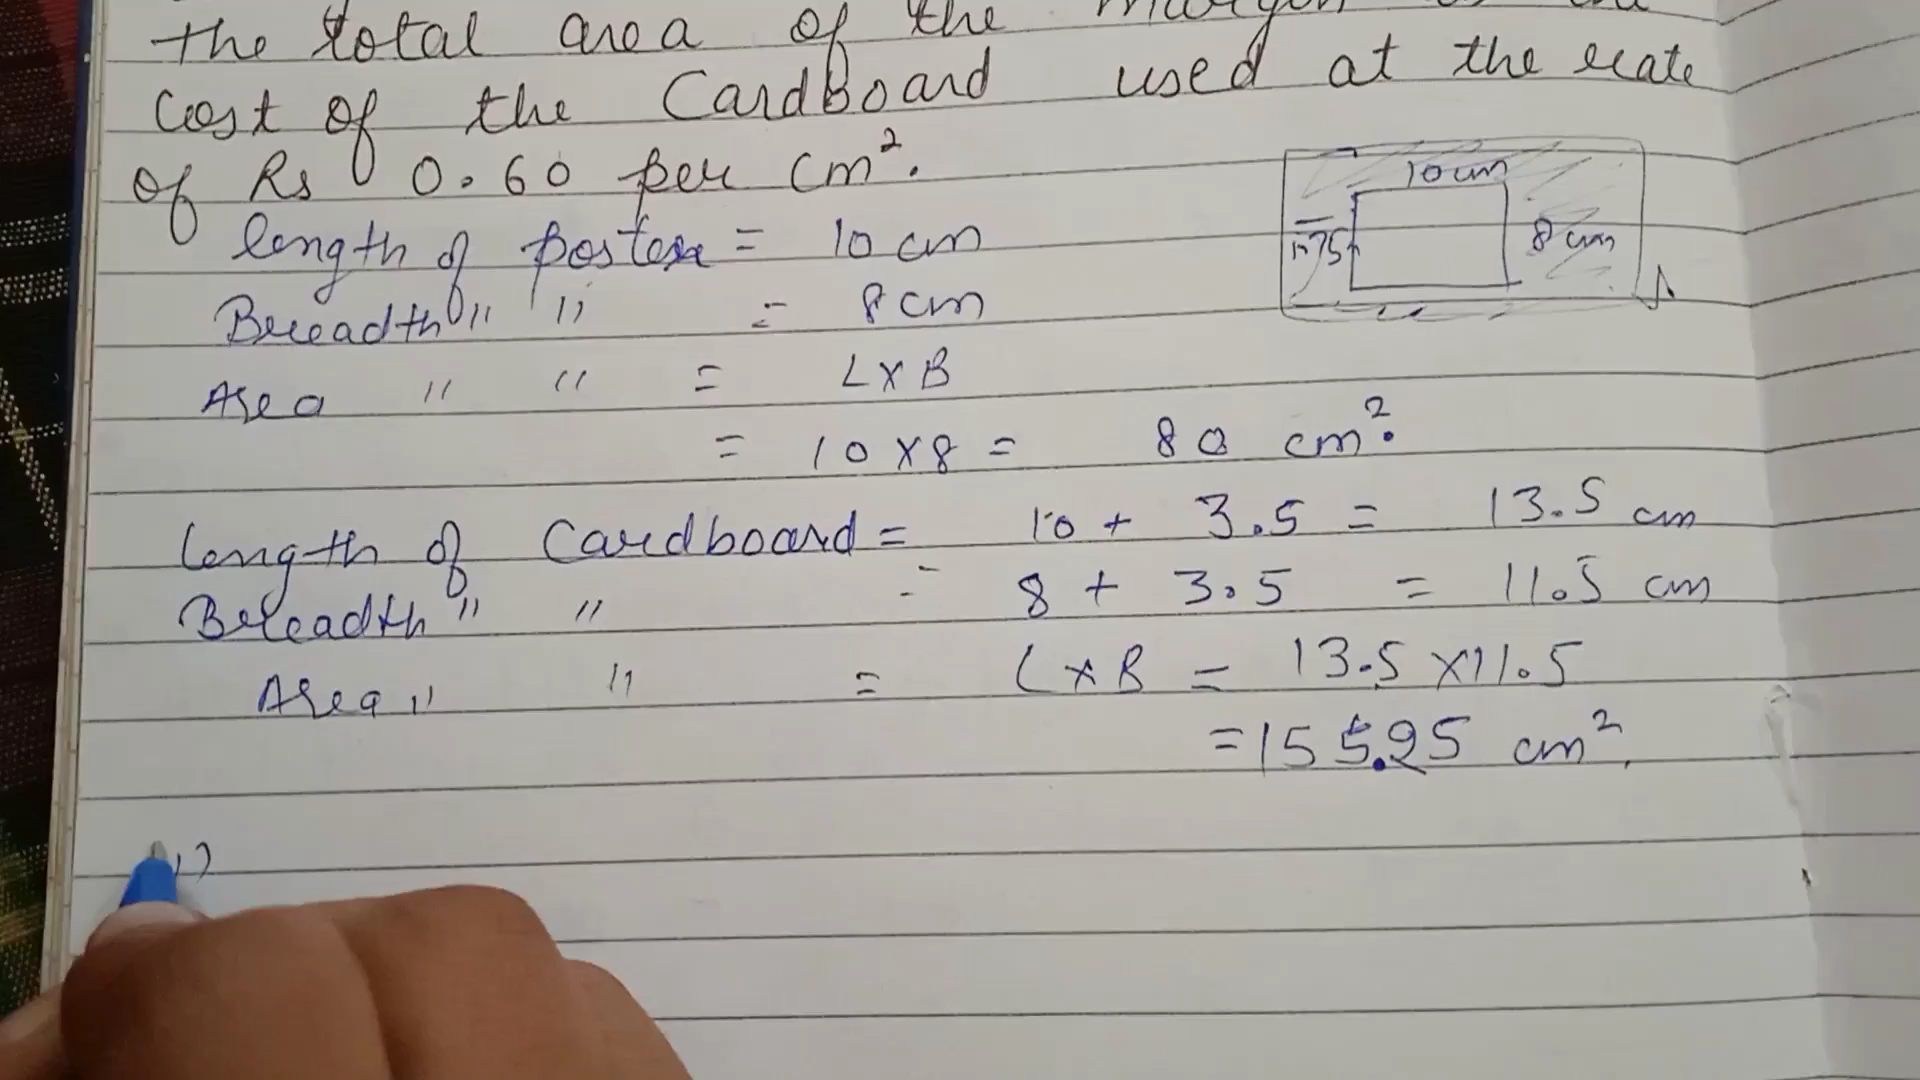 the total area of the
Cost of the CardBoard used at the rate
of Rs 0.60 per cm².
length of poster = 10 cm
Breadth " " = 8 cm
Area " " = L×B
= 10×8 = 80 cm².
length of Cardboard = 10 + 3.5 = 13.5 cm
Breadth " " = 8 + 3.5 = 11.5 cm
Area " " = L×B = 13.5×11.5
= 155.25 cm².
10 cm
1.75
8 cm